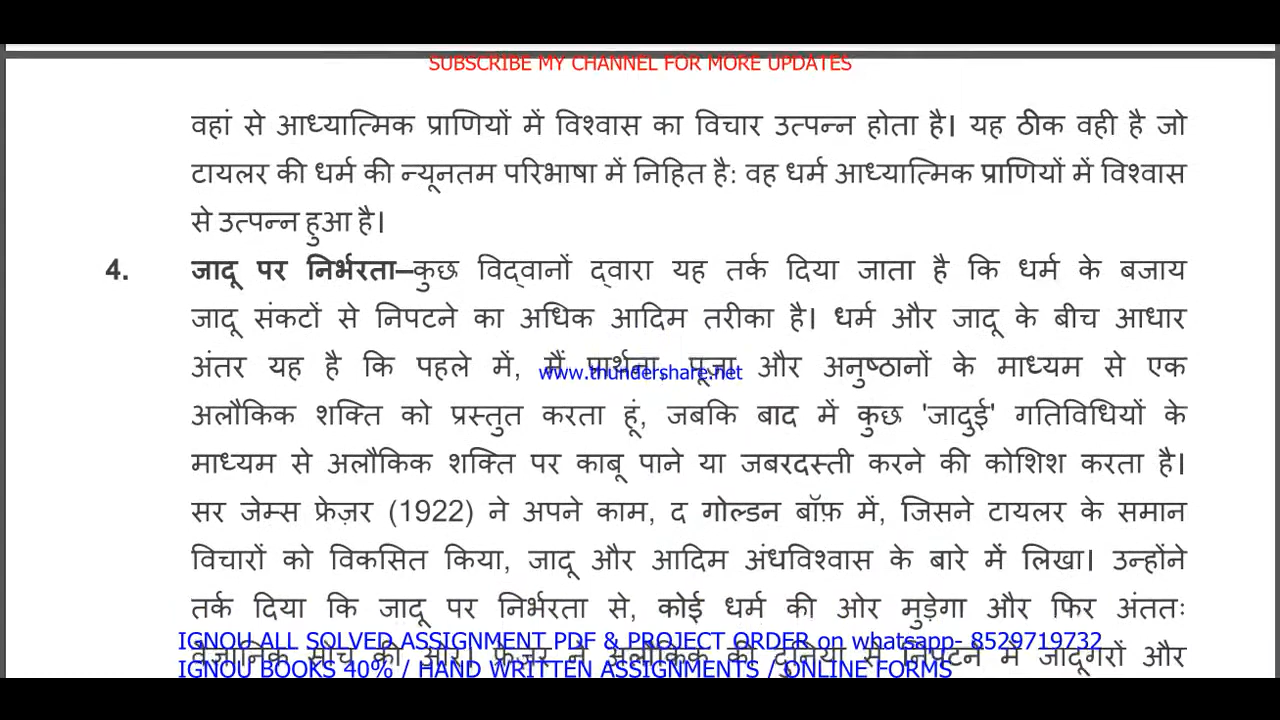 SUBSCRIBE MY CHANNEL FOR MORE UPDATES
वहां से आध्यात्मिक प्राणियों में विश्वास का विचार उत्पन्न होता है। यह ठीक वही है जो
टायलर की धर्म की न्यूनतम परिभाषा में निहित है: वह धर्म आध्यात्मिक प्राणियों में विश्वास
से उत्पन्न हुआ है।
4. जादू पर निर्भरता–कुछ विद्वानों द्वारा यह तर्क दिया जाता है कि धर्म के बजाय
जादू संकटों से निपटने का अधिक आदिम तरीका है। धर्म और जादू के बीच आधार
अंतर यह है कि पहले में, मैं प्रार्थना, पूजा और अनुष्ठानों के माध्यम से एक
www.thundershare.net
अलौकिक शक्ति को प्रस्तुत करता हूं, जबकि बाद में कुछ 'जादुई' गतिविधियों के
माध्यम से अलौकिक शक्ति पर काबू पाने या जबरदस्ती करने की कोशिश करता है।
सर जेम्स फ्रेज़र (1922) ने अपने काम, द गोल्डन बॉफ़ में, जिसने टायलर के समान
विचारों को विकसित किया, जादू और आदिम अंधविश्वास के बारे में लिखा। उन्होंने
तर्क दिया कि जादू पर निर्भरता से, कोई धर्म की ओर मुड़ेगा और फिर अंततः
IGNOU ALL SOLVED ASSIGNMENT PDF & PROJECT ORDER on whatsapp- 8529719732
वैज्ञानिक सोच की ओर। फ्रेज़र ने अलौकिक की दुनिया से निपटने में जादूगरों और
IGNOU BOOKS 40% / HAND WRITTEN ASSIGNMENTS / ONLINE FORMS